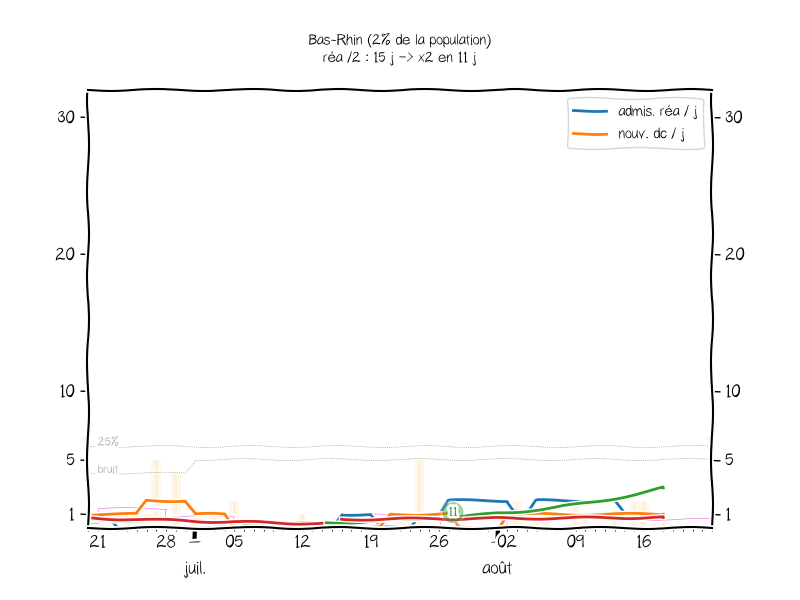 Bas-Rhin (2% de la population)
réa /2 : 15 j -> x2 en 11 j
admis. réa / j
nouv. dc / j
30
30
20
20
10
10
25%
5
5
bruit
11
1
1
21 28 05 12 19 26 02 09 16
juil. août